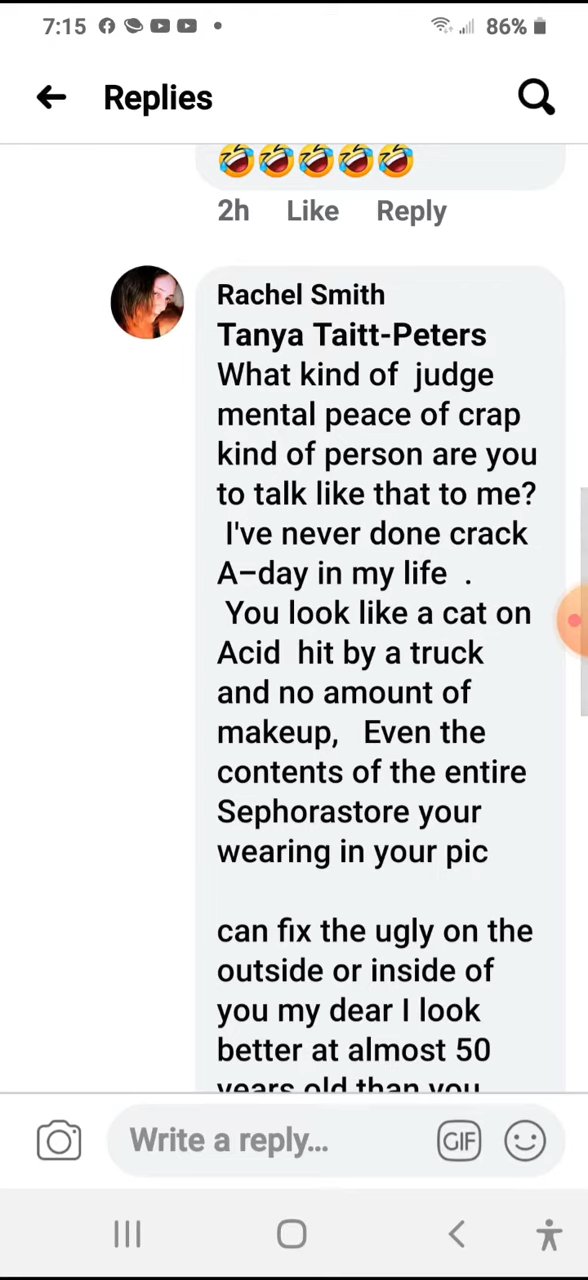 7:15
86%
Replies
🤣🤣🤣🤣🤣
2h Like Reply
Rachel Smith
Tanya Taitt-Peters
What kind of judge
mental peace of crap
kind of person are you
to talk like that to me?
I've never done crack
A-day in my life .
You look like a cat on
Acid hit by a truck
and no amount of
makeup, Even the
contents of the entire
Sephorastore your
wearing in your pic
can fix the ugly on the
outside or inside of
you my dear I look
better at almost 50
years old than you
Write a reply...
GIF